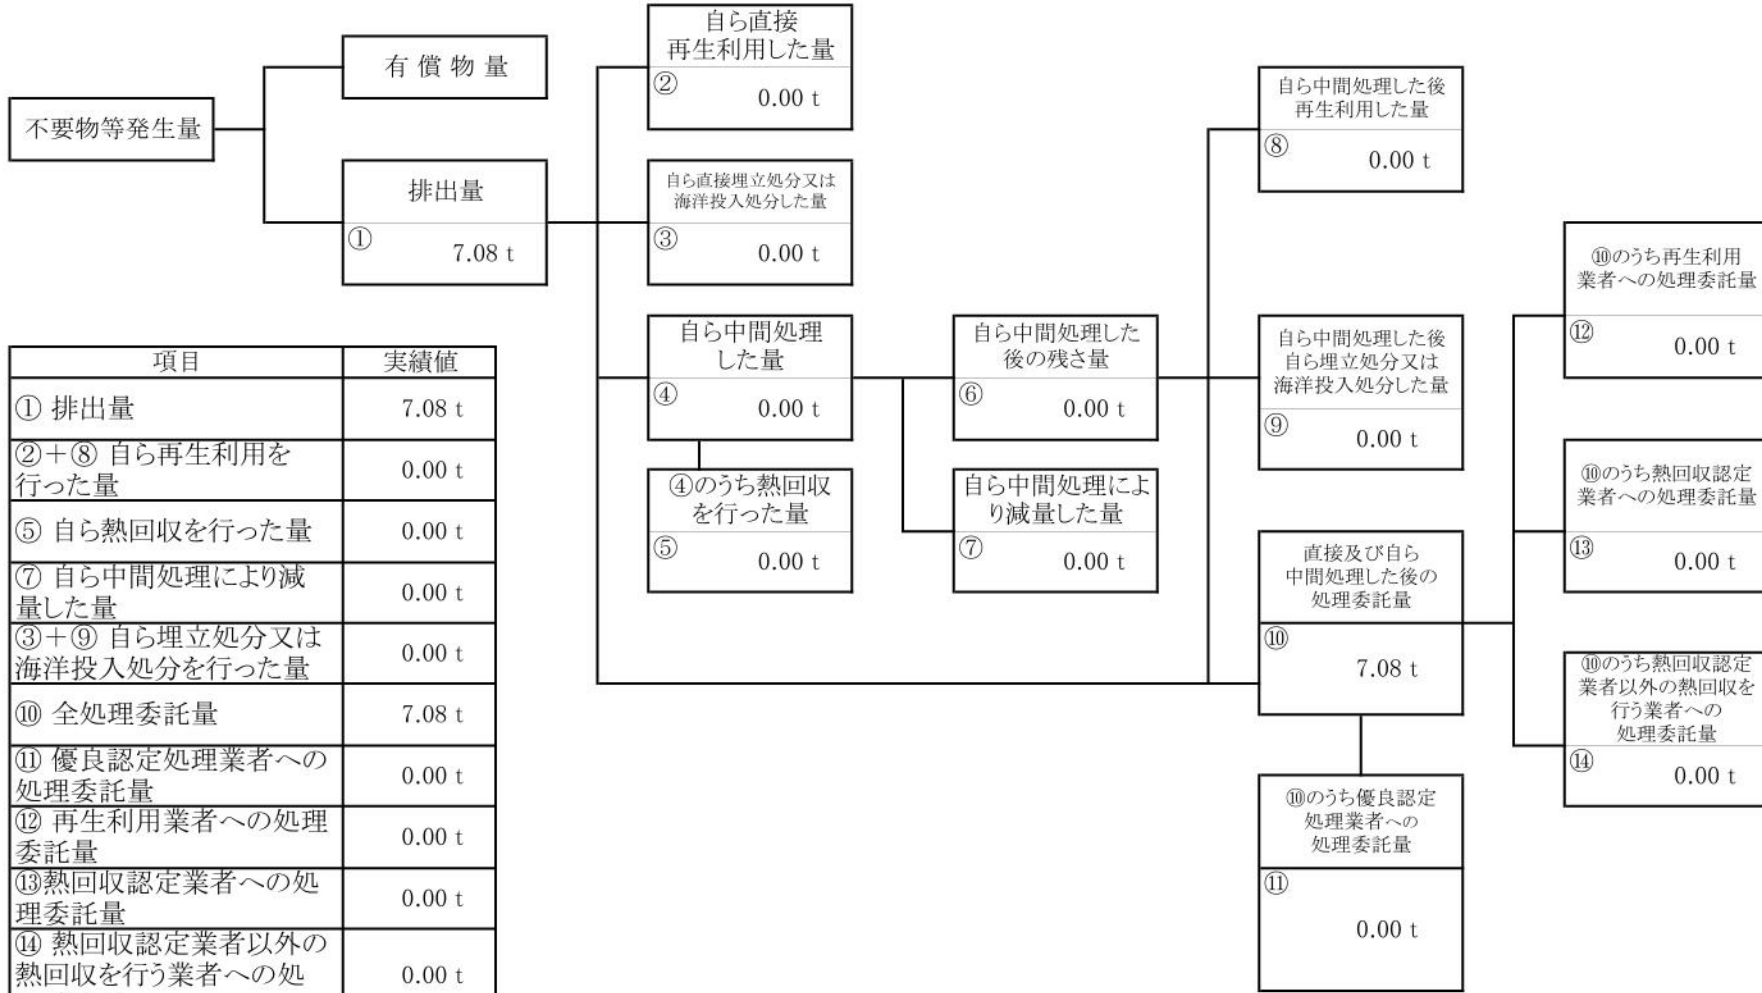 不要物等発生量
有償物量
排出量
①
7.08 t
自ら直接
再生利用した量
②
0.00 t
自ら直接埋立処分又は
海洋投入処分した量
③
0.00 t
自ら中間処理
した量
④
0.00 t
④のうち熱回収
を行った量
⑤
0.00 t
自ら中間処理した
後の残さ量
⑥
0.00 t
自ら中間処理によ
り減量した量
⑦
0.00 t
自ら中間処理した後
再生利用した量
⑧
0.00 t
自ら中間処理した後
自ら埋立処分又は
海洋投入処分した量
⑨
0.00 t
直接及び自ら
中間処理した後の
処理委託量
⑩
7.08 t
⑩のうち優良認定
処理業者への
処理委託量
⑪
0.00 t
⑩のうち再生利用
業者への処理委託量
⑫
0.00 t
⑩のうち熱回収認定
業者への処理委託量
⑬
0.00 t
⑩のうち熱回収認定
業者以外の熱回収を
行う業者への
処理委託量
⑭
0.00 t
項目 実績値
① 排出量 7.08 t
②＋⑧ 自ら再生利用を
行った量 0.00 t
⑤ 自ら熱回収を行った量 0.00 t
⑦ 自ら中間処理により減
量した量 0.00 t
③＋⑨ 自ら埋立処分又は
海洋投入処分を行った量 0.00 t
⑩ 全処理委託量 7.08 t
⑪ 優良認定処理業者への
処理委託量 0.00 t
⑫ 再生利用業者への処理
委託量 0.00 t
⑬熱回収認定業者への処
理委託量 0.00 t
⑭ 熱回収認定業者以外の
熱回収を行う業者への処 0.00 t